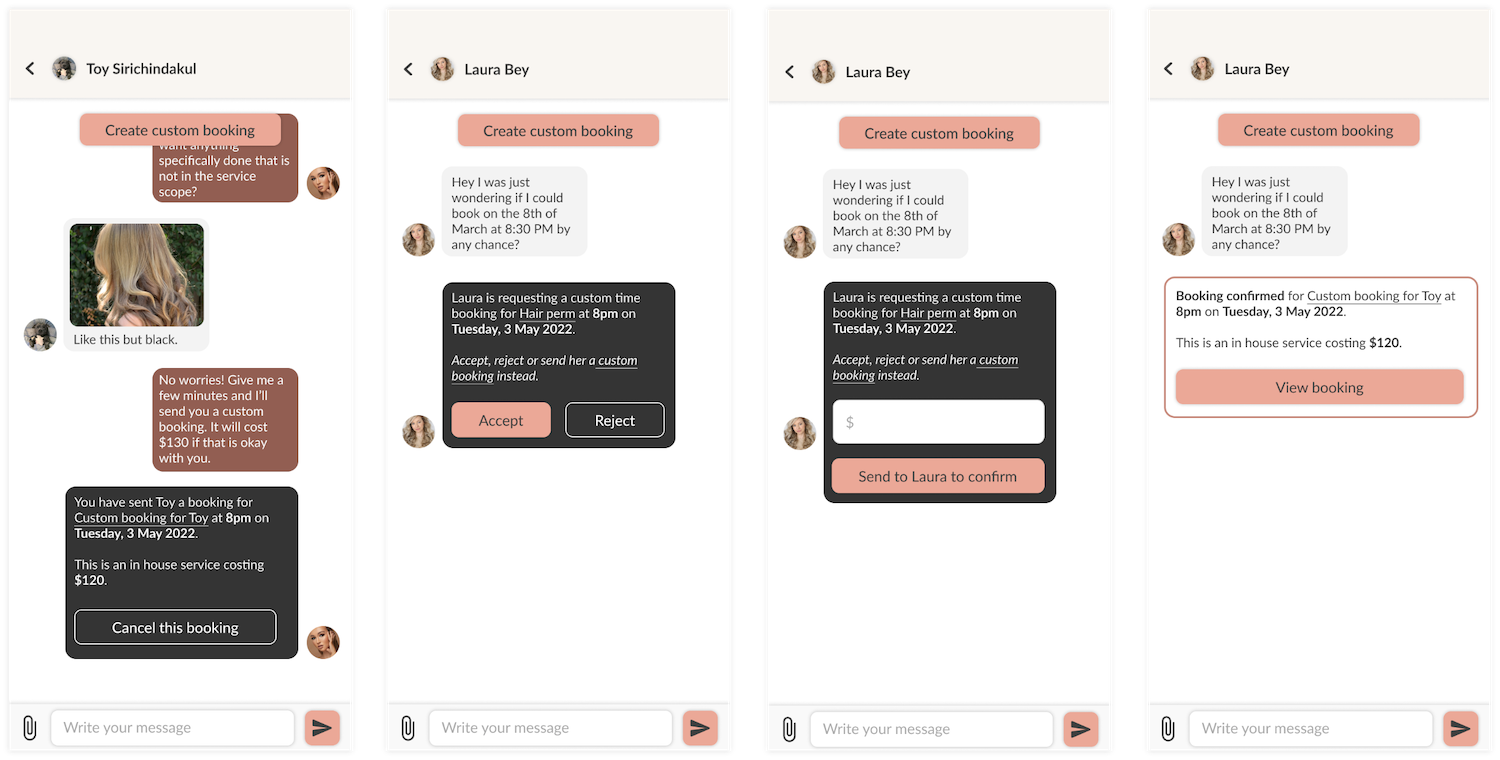 Toy Sirichindakul
Create custom booking
want anything
specifically done that is
not in the service
scope?
Like this but black.
No worries! Give me a
few minutes and I'll
send you a custom
booking. It will cost
$130 if that is okay
with you.
You have sent Toy a booking for
Custom booking for Toy at 8pm on
Tuesday, 3 May 2022.
This is an in house service costing
$120.
Cancel this booking
Write your message
Laura Bey
Create custom booking
Hey I was just
wondering if I could
book on the 8th of
March at 8:30 PM by
any chance?
Laura is requesting a custom time
booking for Hair perm at 8pm on
Tuesday, 3 May 2022.
Accept, reject or send her a custom
booking instead.
Accept
Reject
Write your message
Laura Bey
Create custom booking
Hey I was just
wondering if I could
book on the 8th of
March at 8:30 PM by
any chance?
Laura is requesting a custom time
booking for Hair perm at 8pm on
Tuesday, 3 May 2022.
Accept, reject or send her a custom
booking instead.
$
Send to Laura to confirm
Write your message
Laura Bey
Create custom booking
Hey I was just
wondering if I could
book on the 8th of
March at 8:30 PM by
any chance?
Booking confirmed for Custom booking for Toy at
8pm on Tuesday, 3 May 2022.
This is an in house service costing $120.
View booking
Write your message